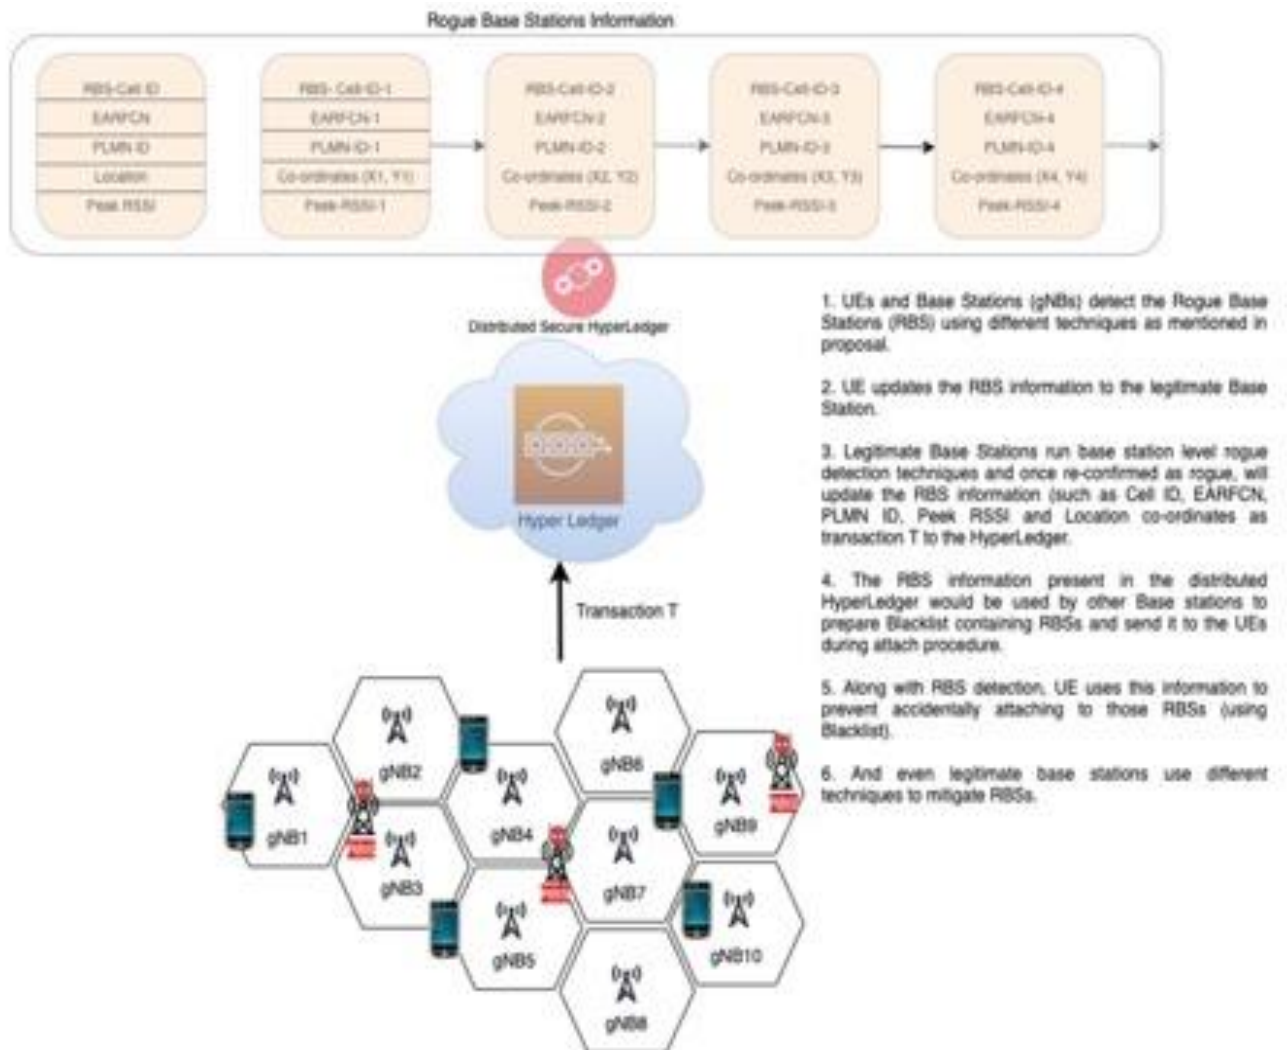 Rogue Base Stations Information
RBS-Cell ID
EARFCN
PLMN ID
Location
Peak RSSI
RBS- Cell-ID-1
EARFCN-1
PLMN-ID-1
Co-ordinates (X1, Y1)
Peek-RSSI-1
RBS-Cell-ID-2
EARFCN-2
PLMN-ID-2
Co-ordinates (X2, Y2)
Peek-RSSI-2
RBS-Cell-ID-3
EARFCN-3
PLMN-ID-3
Co-ordinates (X3, Y3)
Peek-RSSI-3
RBS-Cell-ID-4
EARFCN-4
PLMN-ID-4
Co-ordinates (X4, Y4)
Peek-RSSI-4
Distributed Secure HyperLedger
Hyper Ledger
Transaction T
1. UEs and Base Stations (gNBs) detect the Rogue Base
Stations (RBS) using different techniques as mentioned in
proposal.
2. UE updates the RBS information to the legitimate Base
Station.
3. Legitimate Base Stations run base station level rogue
detection techniques and once re-confirmed as rogue, will
update the RBS information (such as Cell ID, EARFCN,
PLMN ID, Peek RSSI and Location co-ordinates as
transaction T to the HyperLedger.
4. The RBS information present in the distributed
HyperLedger would be used by other Base stations to
prepare Blacklist containing RBSs and send it to the UEs
during attach procedure.
5. Along with RBS detection, UE uses this information to
prevent accidentally attaching to those RBSs (using
Blacklist).
6. And even legitimate base stations use different
techniques to mitigate RBSs.
gNB1
gNB2
gNB3
gNB4
gNB5
gNB6
gNB7
gNB8
gNB9
gNB10